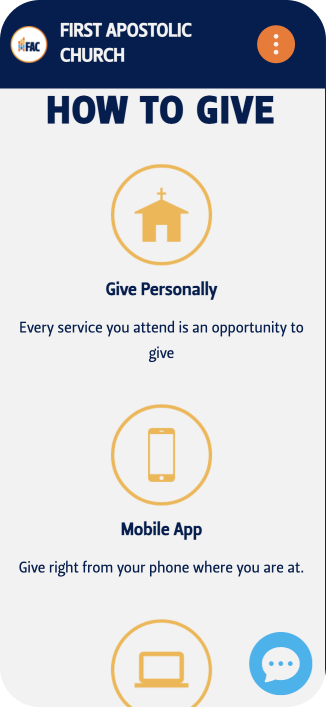 FAC
FIRST APOSTOLIC
CHURCH
HOW TO GIVE
Give Personally
Every service you attend is an opportunity to
give
Mobile App
Give right from your phone where you are at.